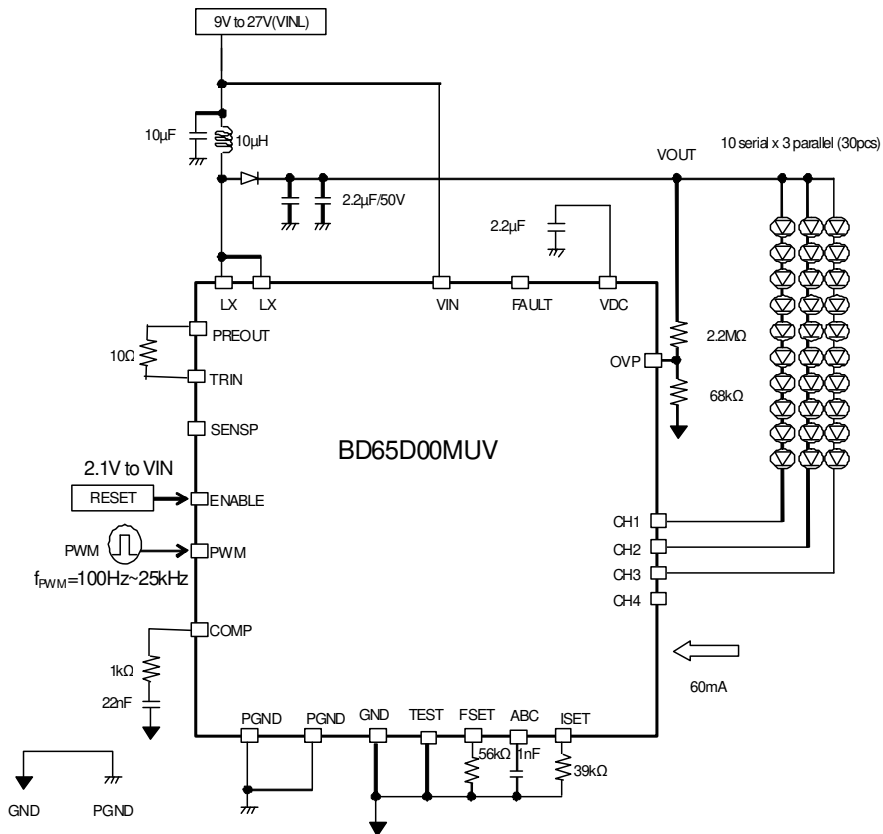 9V to 27V(VINL)
10μF
10μH
VOUT
10 serial x 3 parallel (30pcs)
2.2μF/50V
2.2μF
LX
LX
VIN
FAULT
VDC
PREOUT
10Ω
TRIN
OVP
2.2MΩ
68kΩ
SENSP
BD65D00MUV
2.1V to VIN
RESET
ENABLE
PWM
PWM
fPWM=100Hz~25kHz
CH1
CH2
CH3
CH4
COMP
1kΩ
22nF
60mA
PGND
PGND
GND
TEST
FSET
ABC
ISET
56kΩ
1nF
39kΩ
GND
PGND